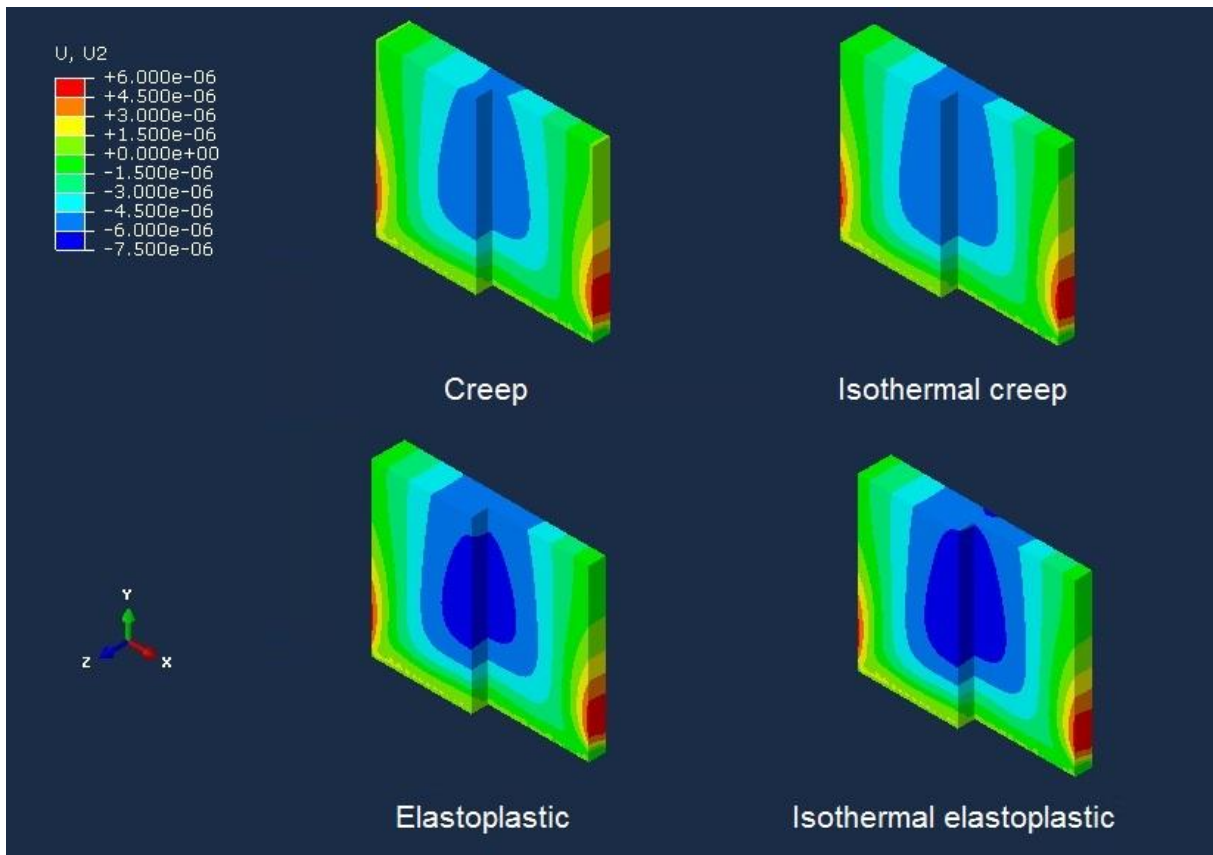 U, U2
+6.000e-06
+4.500e-06
+3.000e-06
+1.500e-06
+0.000e+00
-1.500e-06
-3.000e-06
-4.500e-06
-6.000e-06
-7.500e-06
Creep
Isothermal creep
Y
Z
X
Elastoplastic
Isothermal elastoplastic